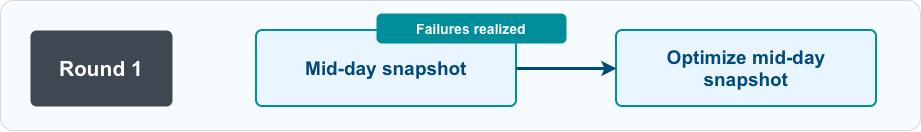 Round 1
Failures realized
Mid-day snapshot
Optimize mid-day
snapshot